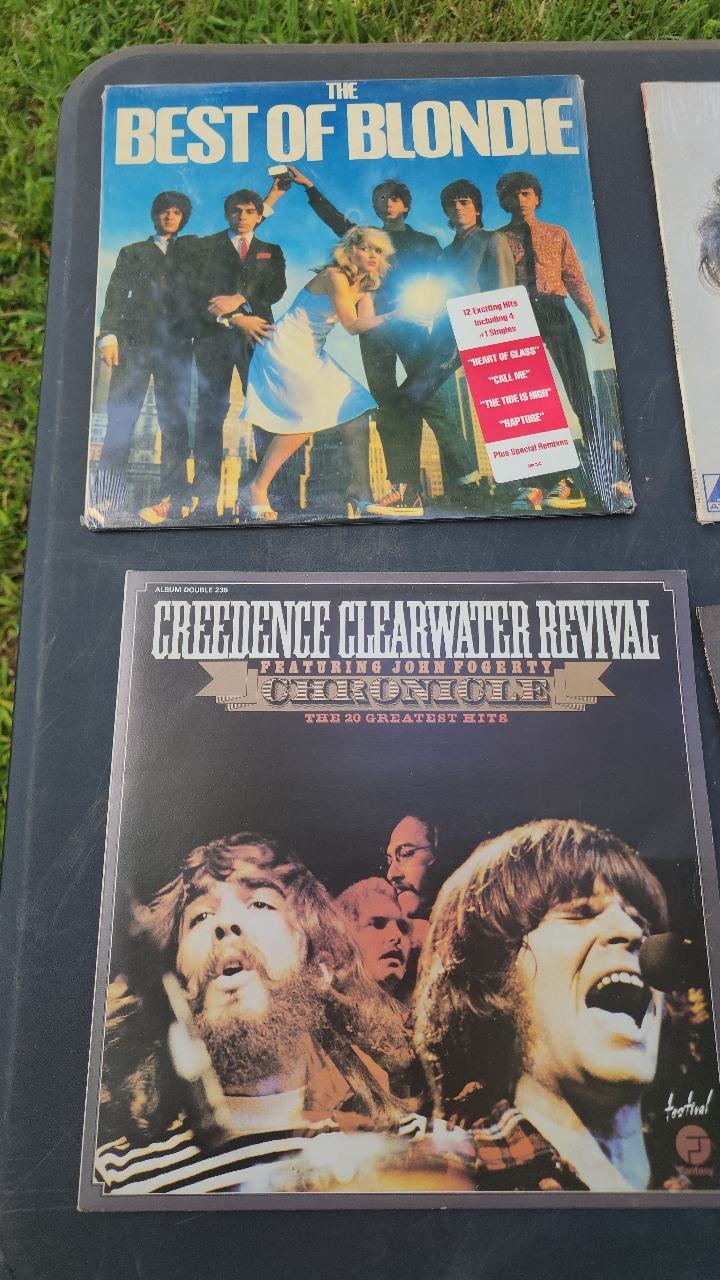 THE
BEST OF BLONDIE
12 Exciting Hits
Including 4
#1 Singles
"HEART OF GLASS"
"CALL ME"
"THE TIDE IS HIGH"
"RAPTURE"
Plus Special Remixes
ALBUM DOUBLE 235
CREEDENCE CLEARWATER REVIVAL
FEATURING JOHN FOGERTY
CHRONICLE
THE 20 GREATEST HITS
festival
Fantasy